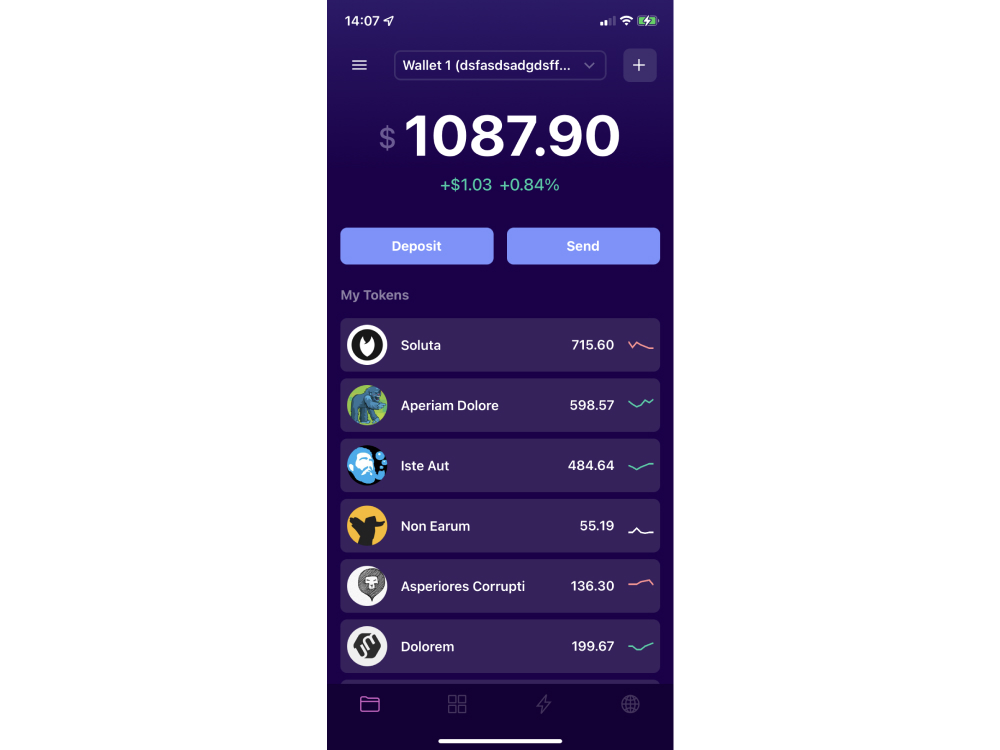 14:07
Wallet 1 (dsfasdsadgdsff...
$ 1087.90
+$1.03 +0.84%
Deposit Send
My Tokens
Soluta 715.60
Aperiam Dolore 598.57
Iste Aut 484.64
Non Earum 55.19
Asperiores Corrupti 136.30
Dolorem 199.67